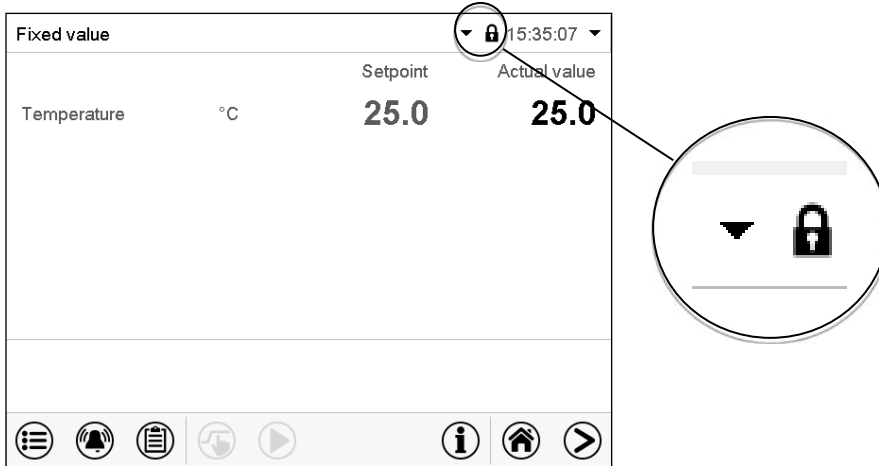 Fixed value 15:35:07
Setpoint Actual value
Temperature °C 25.0 25.0